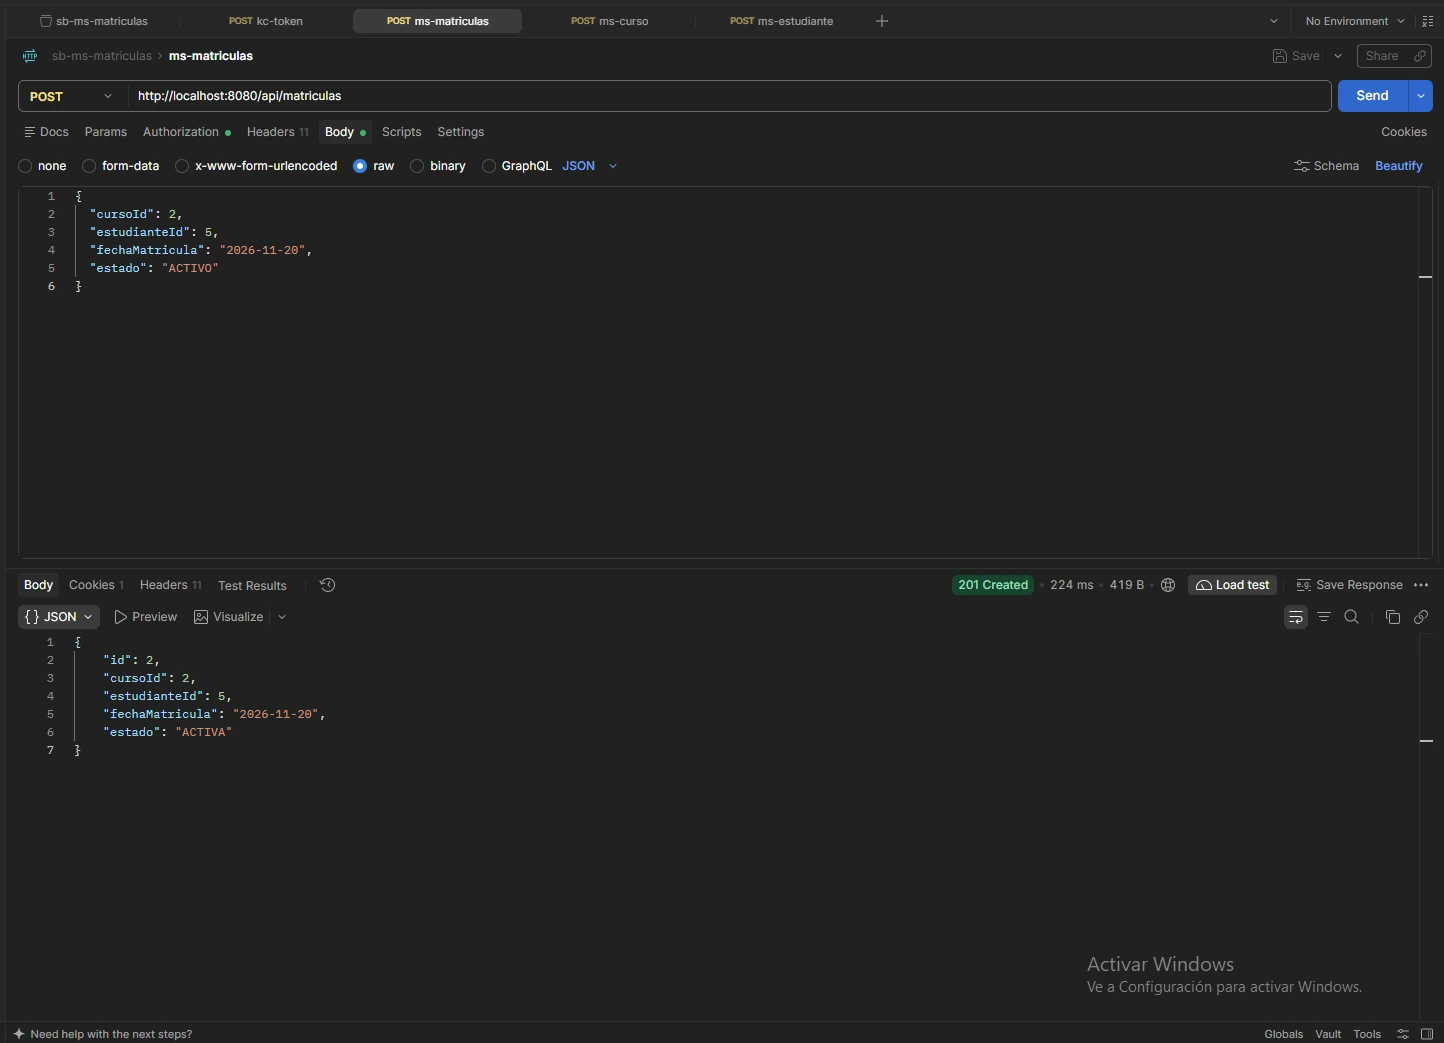 sb-ms-matriculas POST kc-token POST ms-matriculas POST ms-curso POST ms-estudiante No Environment
HTTP sb-ms-matriculas > ms-matriculas Save Share
POST http://localhost:8080/api/matriculas Send
Docs Params Authorization Headers 11 Body Scripts Settings Cookies
none form-data x-www-form-urlencoded raw binary GraphQL JSON Schema Beautify
1 {
2 "cursoId": 2,
3 "estudianteId": 5,
4 "fechaMatricula": "2026-11-20",
5 "estado": "ACTIVO"
6 }
Body Cookies 1 Headers 11 Test Results 201 Created 224 ms 419 B Load test e.g. Save Response
{} JSON Preview Visualize
1 {
2 "id": 2,
3 "cursoId": 2,
4 "estudianteId": 5,
5 "fechaMatricula": "2026-11-20",
6 "estado": "ACTIVA"
7 }
Activar Windows
Ve a Configuración para activar Windows.
Need help with the next steps? Globals Vault Tools